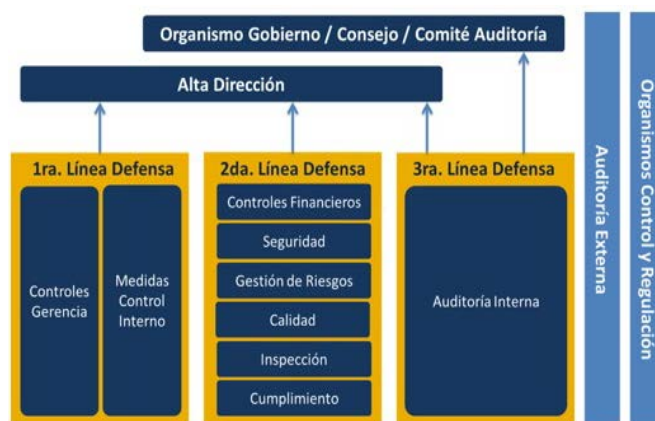 Organismo Gobierno / Consejo / Comité Auditoría
Alta Dirección
1ra. Línea Defensa
Controles
Gerencia
Medidas
Control
Interno
2da. Línea Defensa
Controles Financieros
Seguridad
Gestión de Riesgos
Calidad
Inspección
Cumplimiento
3ra. Línea Defensa
Auditoría Interna
Auditoría Externa
Organismos Control y Regulación